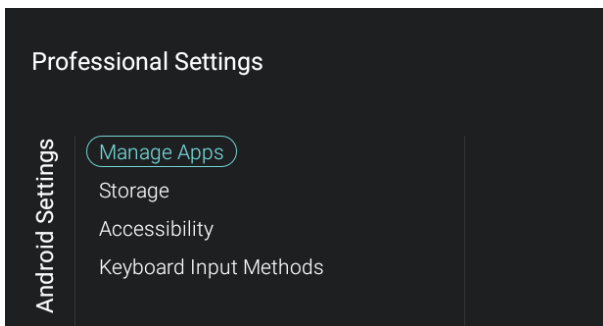 Professional Settings
Android Settings
Manage Apps
Storage
Accessibility
Keyboard Input Methods